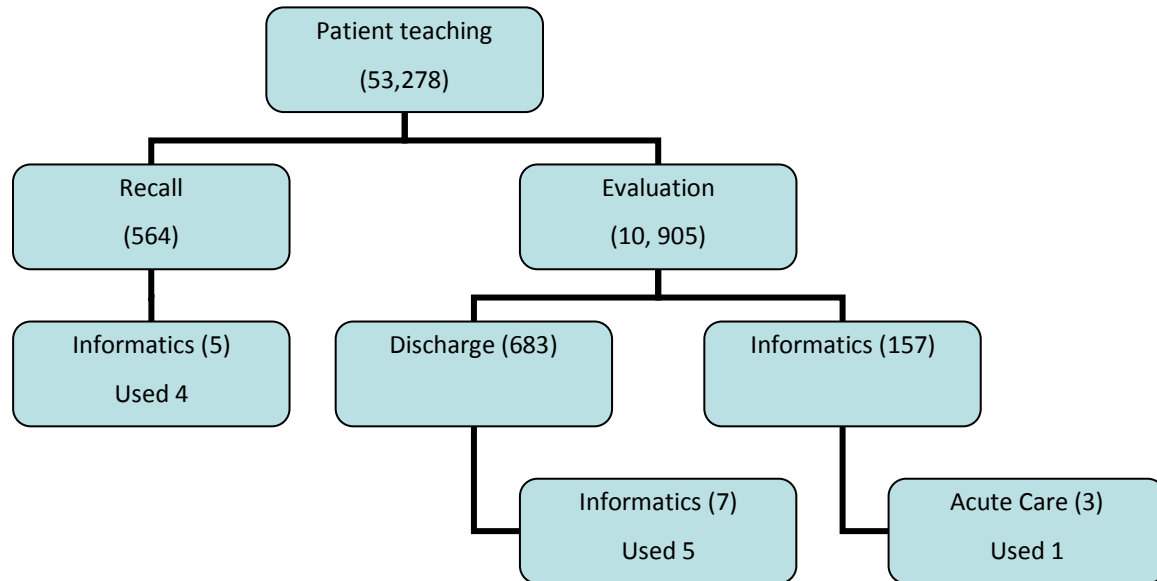 Patient teaching
(53,278)
Recall
(564)
Evaluation
(10, 905)
Informatics (5)
Used 4
Discharge (683)
Informatics (157)
Informatics (7)
Used 5
Acute Care (3)
Used 1